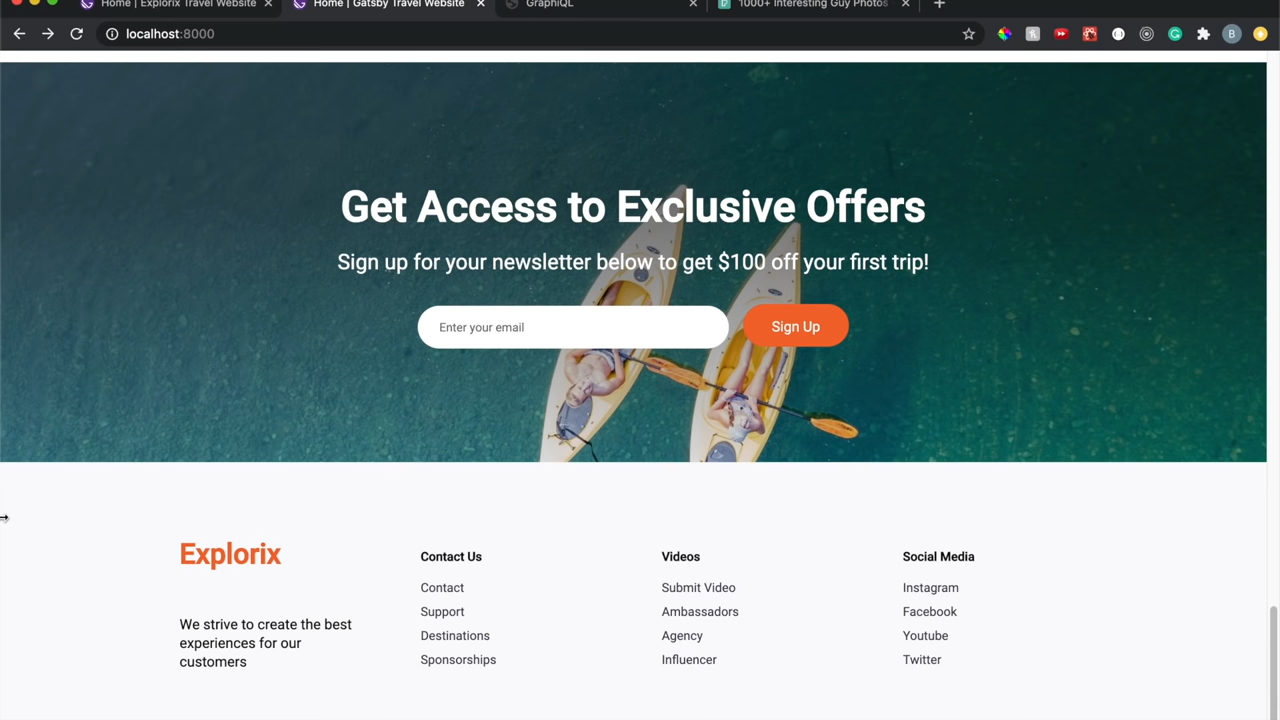 Home | Explorix Travel Website
Home | Gatsby Travel Website
GraphiQL
1000+ Interesting Guy Photos
localhost:8000
B
Get Access to Exclusive Offers
Sign up for your newsletter below to get $100 off your first trip!
Enter your email
Sign Up
Explorix
We strive to create the best
experiences for our
customers
Contact Us
Contact
Support
Destinations
Sponsorships
Videos
Submit Video
Ambassadors
Agency
Influencer
Social Media
Instagram
Facebook
Youtube
Twitter